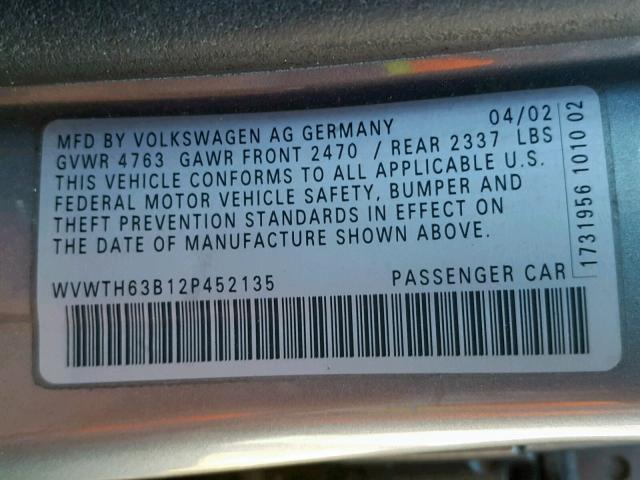 MFD BY VOLKSWAGEN AG GERMANY 04/02
GVWR 4763 GAWR FRONT 2470 / REAR 2337 LBS
THIS VEHICLE CONFORMS TO ALL APPLICABLE U.S.
FEDERAL MOTOR VEHICLE SAFETY, BUMPER AND
THEFT PREVENTION STANDARDS IN EFFECT ON
THE DATE OF MANUFACTURE SHOWN ABOVE.
WVWTH63B12P452135 PASSENGER CAR
1731956 1010 02